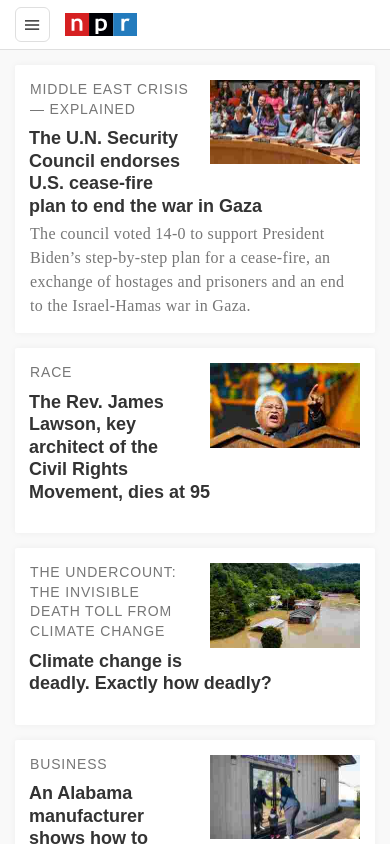 npr
MIDDLE EAST CRISIS
— EXPLAINED
The U.N. Security
Council endorses
U.S. cease-fire
plan to end the war in Gaza
The council voted 14-0 to support President
Biden’s step-by-step plan for a cease-fire, an
exchange of hostages and prisoners and an end
to the Israel-Hamas war in Gaza.
RACE
The Rev. James
Lawson, key
architect of the
Civil Rights
Movement, dies at 95
THE UNDERCOUNT:
THE INVISIBLE
DEATH TOLL FROM
CLIMATE CHANGE
Climate change is
deadly. Exactly how deadly?
BUSINESS
An Alabama
manufacturer
shows how to